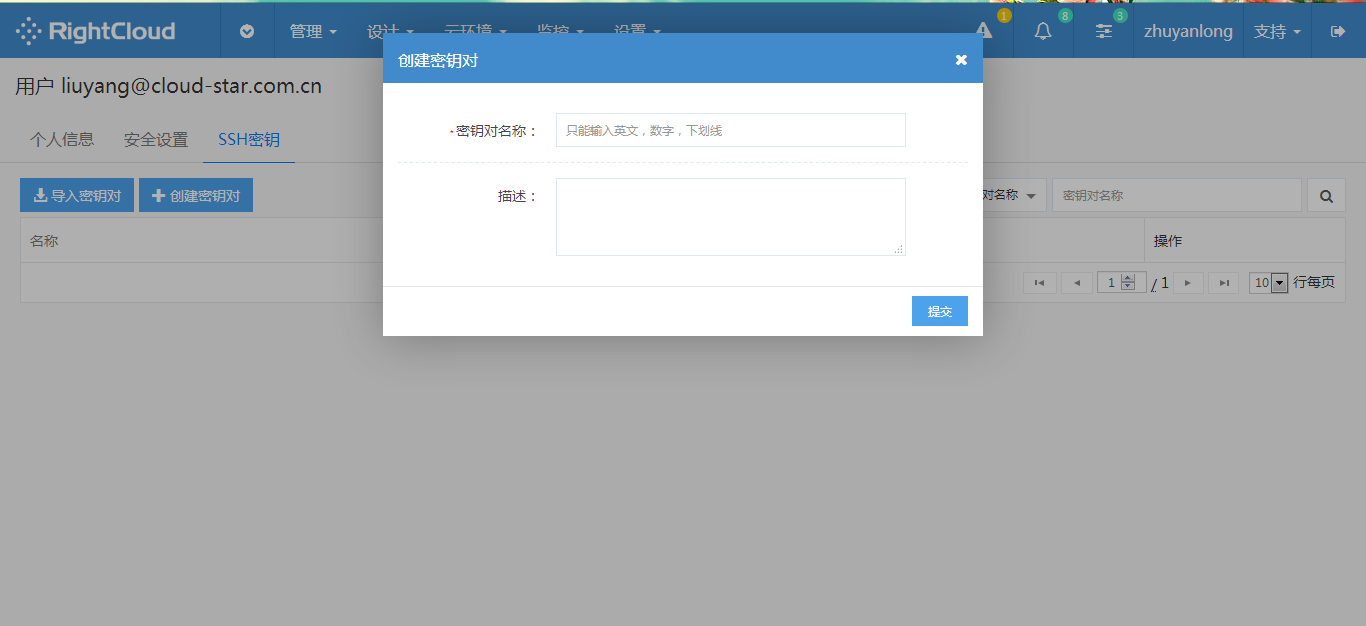 RightCloud 管理 设计 云环境 监控 设置 1 8 3 zhuyanlong 支持
创建密钥对
用户 liuyang@cloud-star.com.cn
个人信息 安全设置 SSH密钥
·密钥对名称： 只能输入英文，数字，下划线
导入密钥对 创建密钥对 描述： 对名称 密钥对名称
名称 操作
1 / 1 10 行每页
提交